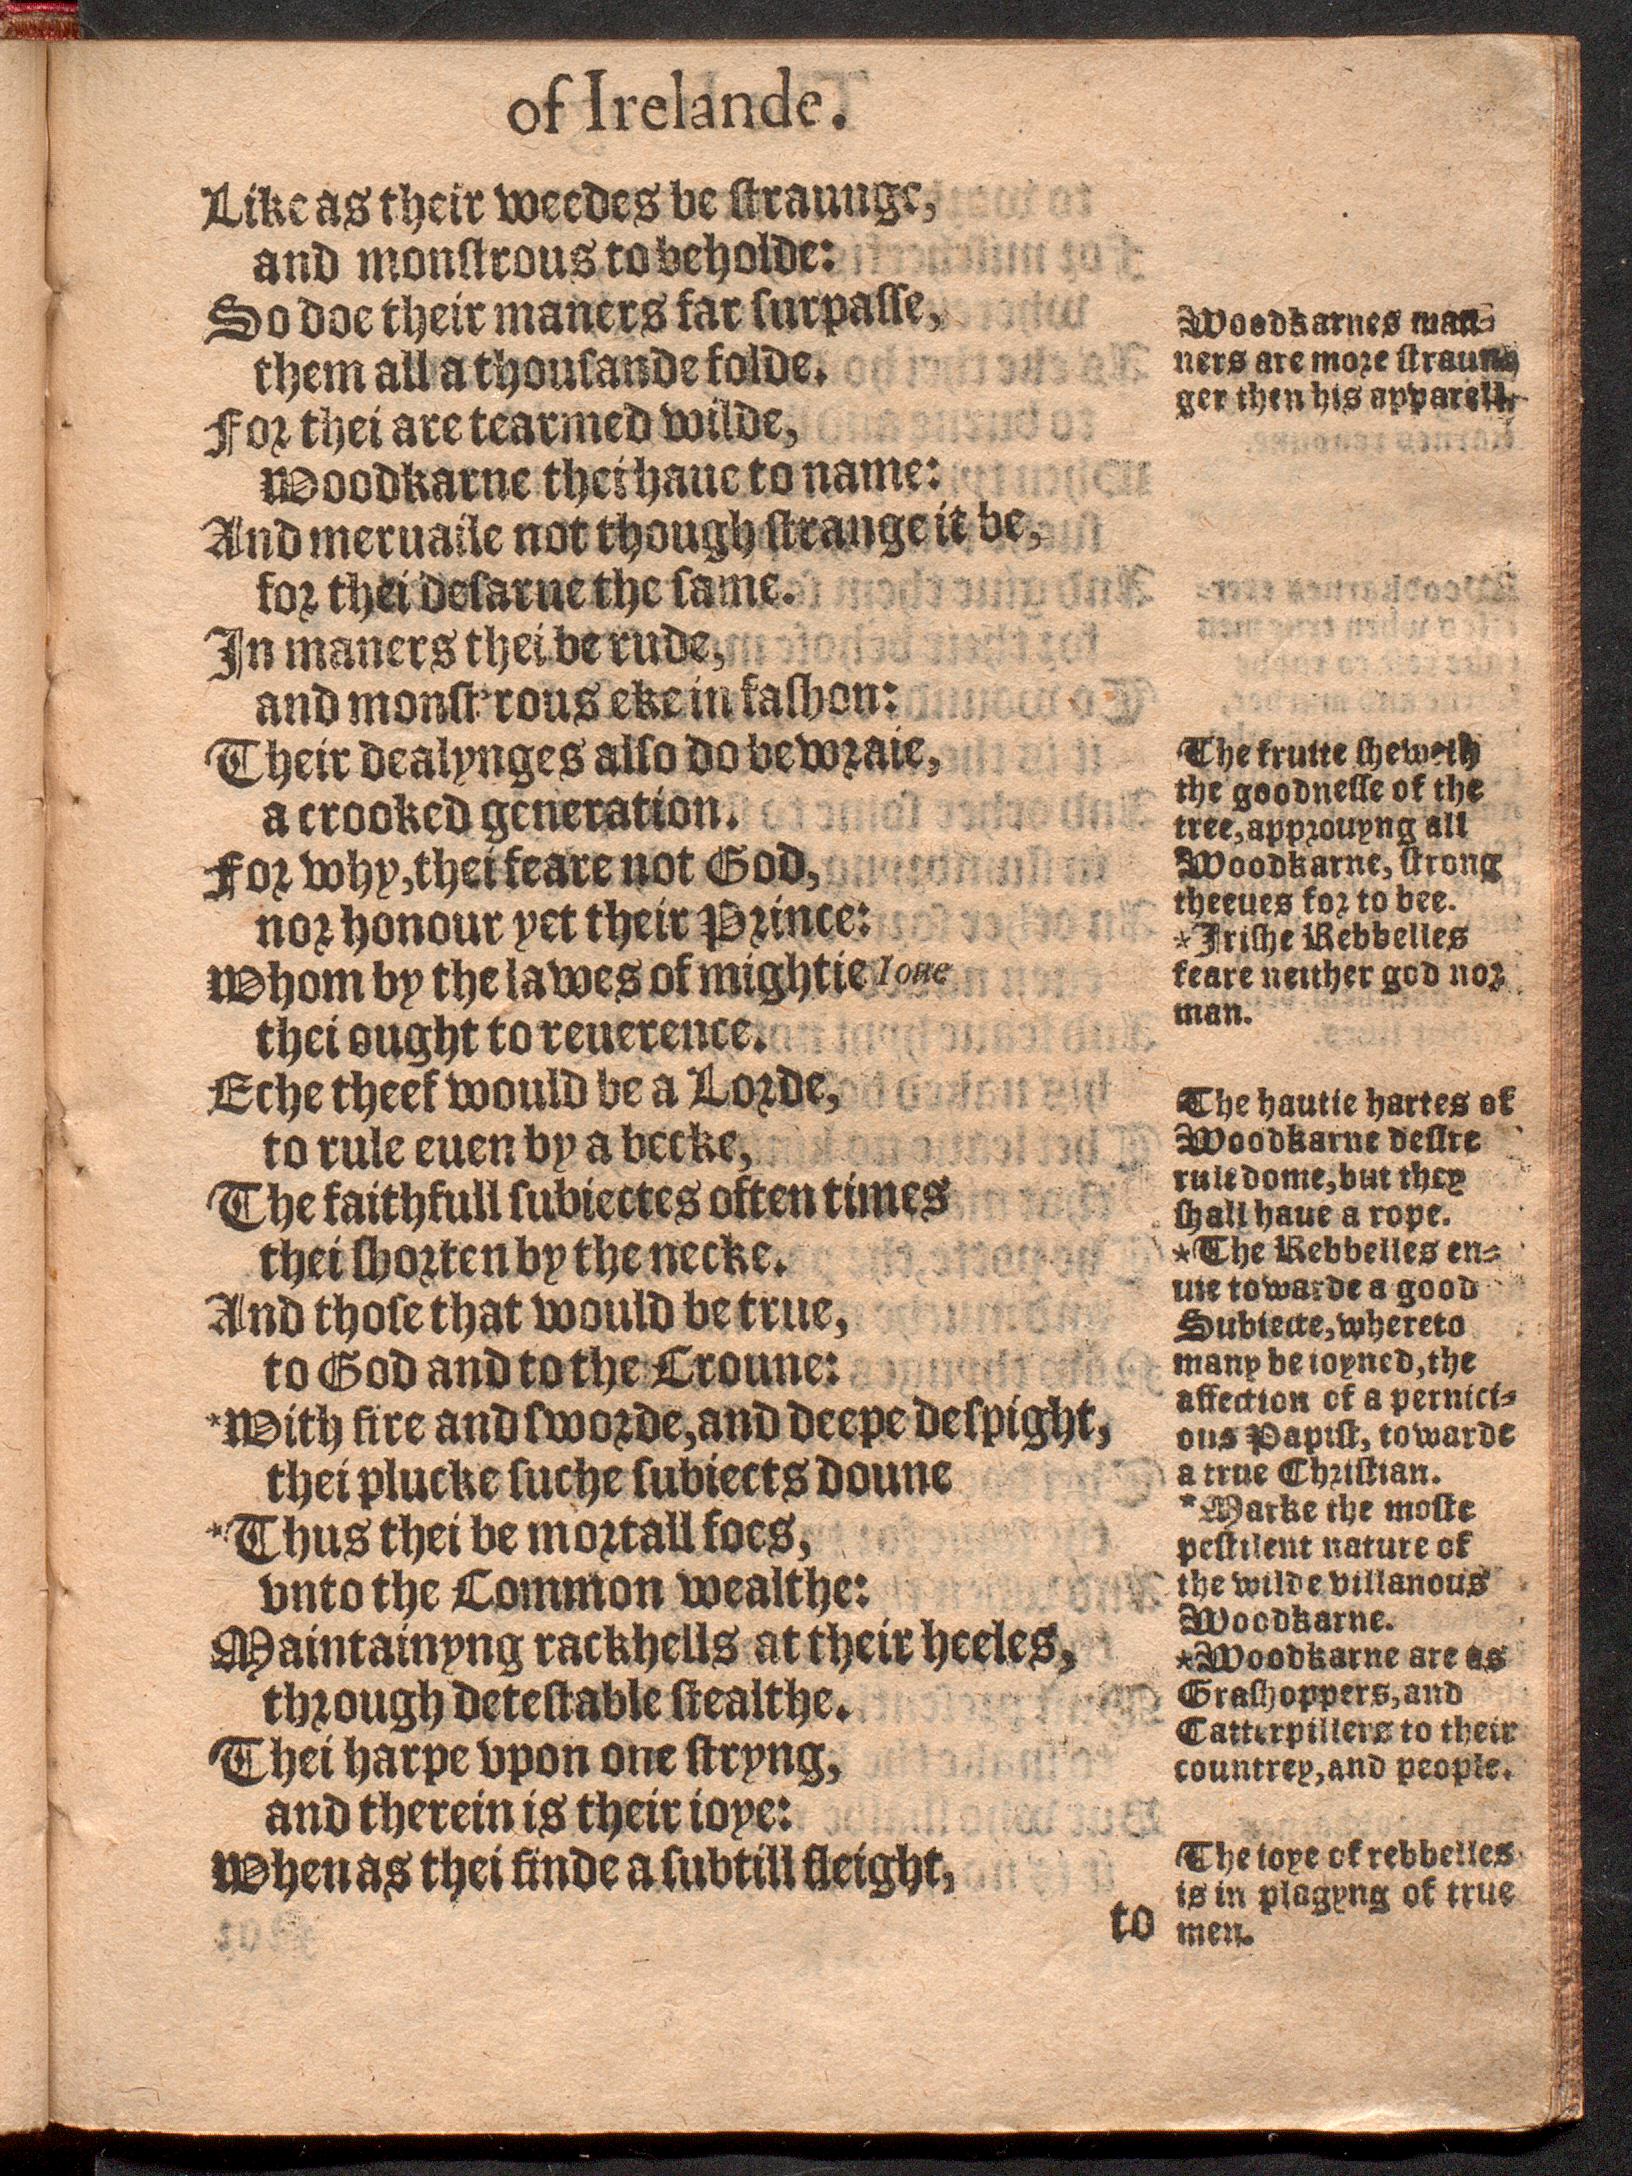 of Irelande.
Like as their weedes be ſtraunge,
and monſtrous to beholde:
So doe their maners far ſurpaſſe,
them all a thouſande folde.
For thei are tearmed wilde,
Woodkarne thei haue to name:
And meruaile not though ſtrange it be,
for thei deſarue the ſame.
In maners thei be rude,
and monſtrous eke in faſhon:
Their dealynges alſo do bewraie,
a crooked generation.
For why, thei feare not God,
nor honour yet their Prince:
Whom by the lawes of mightie Ioue
thei ought to reuerence.
Eche theef would be a Lorde,
to rule euen by a becke,
The faithfull ſubiectes often times
thei ſhorten by the necke.
And thoſe that would be true,
to God and to the Croune:
*With fire and ſworde, and deepe deſpight,
thei plucke ſuche ſubiects doune
*Thus thei be mortall foes,
vnto the Common wealthe:
Maintainyng rackhells at their heeles,
through deteſtable ſtealthe.
Thei harpe vpon one ſtryng,
and therein is their ioye:
When as thei finde a ſubtill ſleight,
to
Woodkarnes man-
ners are more ſtraun-
ger then his apparell.
The fruite ſheweth
the goodneſſe of the
tree, approuyng all
Woodkarne, ſtrong
theeues for to bee.
*Iriſhe Rebbelles
feare neither god nor
man.
The hautie hartes of
Woodkarne deſire
rule dome, but they
ſhall haue a rope.
*The Rebbelles en-
uie towarde a good
Subiecte, whereto
many be ioyned, the
affection of a pernici-
ous Papiſt, towarde
a true Chriſtian.
*Marke the moſte
peſtilent nature of
the wilde villanous
Woodkarne.
*Woodkarne are as
Graſhoppers, and
Catterpillers to their
countrey, and people.
The ioye of rebbelles
is in plagyng of true
men.